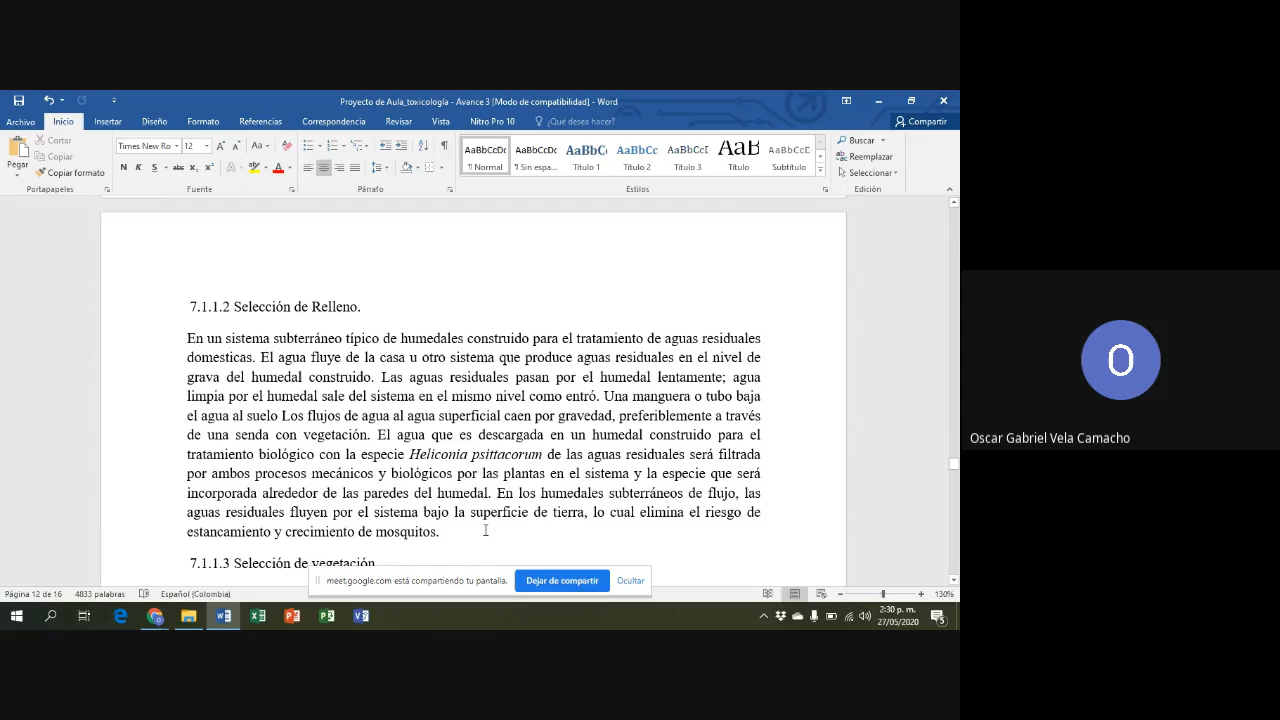 Proyecto de Aula_toxicología - Avance 3 [Modo de compatibilidad] - Word
Archivo Inicio Insertar Diseño Formato Referencias Correspondencia Revisar Vista Nitro Pro 10 ¿Qué desea hacer? Compartir
Pegar
Cortar
Copiar
Copiar formato
Portapapeles
Times New Ro 12
N K S abc x₂ x²
Fuente
Párrafo
AaBbCcDc AaBbCcDc AaBbC AaBbCc AaBbCcD AaB AaBbCcD
¶ Normal ¶ Sin espa... Título 1 Título 2 Título 3 Título Subtítulo
Estilos
Buscar
Reemplazar
Seleccionar
Edición
7.1.1.2 Selección de Relleno.
En un sistema subterráneo típico de humedales construido para el tratamiento de aguas residuales
domesticas. El agua fluye de la casa u otro sistema que produce aguas residuales en el nivel de
grava del humedal construido. Las aguas residuales pasan por el humedal lentamente; agua
limpia por el humedal sale del sistema en el mismo nivel como entró. Una manguera o tubo baja
el agua al suelo Los flujos de agua al agua superficial caen por gravedad, preferiblemente a través
de una senda con vegetación. El agua que es descargada en un humedal construido para el
tratamiento biológico con la especie Heliconia psittacorum de las aguas residuales será filtrada
por ambos procesos mecánicos y biológicos por las plantas en el sistema y la especie que será
incorporada alrededor de las paredes del humedal. En los humedales subterráneos de flujo, las
aguas residuales fluyen por el sistema bajo la superficie de tierra, lo cual elimina el riesgo de
estancamiento y crecimiento de mosquitos.
7.1.1.3 Selección de vegetación
meet.google.com está compartiendo tu pantalla. Dejar de compartir Ocultar
Página 12 de 16 4833 palabras Español (Colombia) 130%
2:30 p. m.
27/05/2020
5
O
Oscar Gabriel Vela Camacho